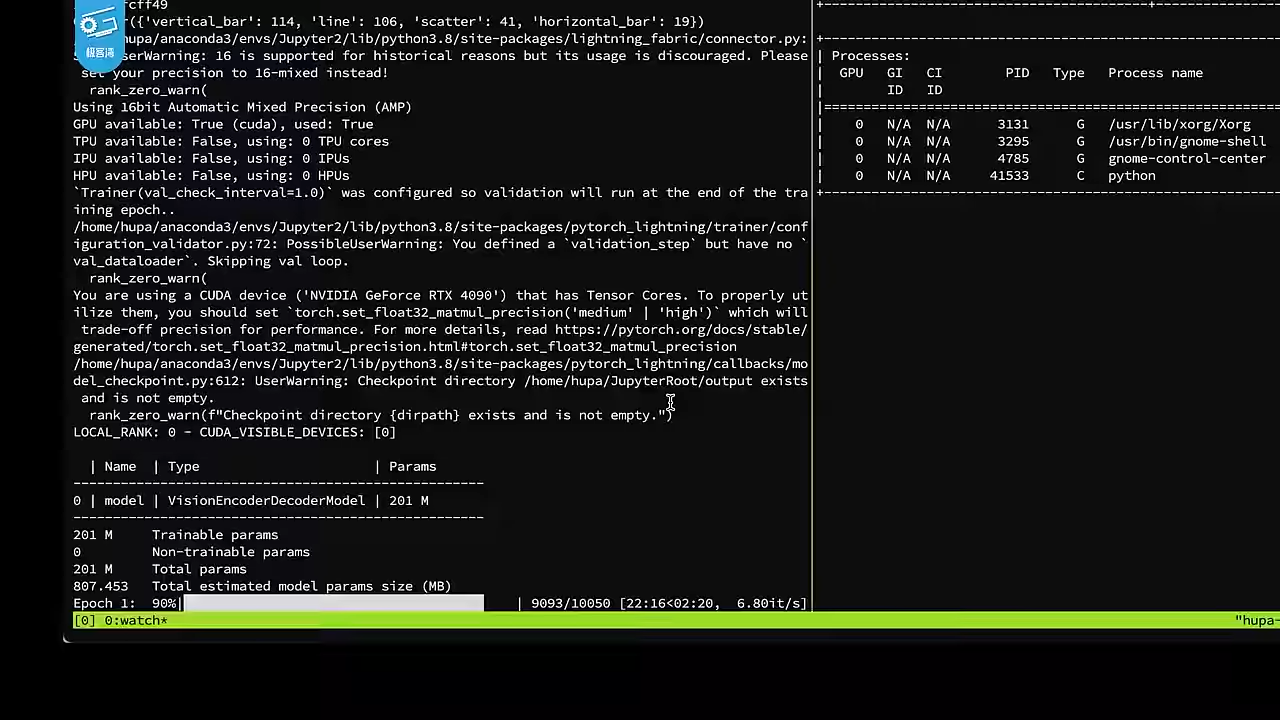 rcff49
r({'vertical_bar': 114, 'line': 106, 'scatter': 41, 'horizontal_bar': 19})
极客湾
hupa/anaconda3/envs/Jupyter2/lib/python3.8/site-packages/lightning_fabric/connector.py:
UserWarning: 16 is supported for historical reasons but its usage is discouraged. Please
set your precision to 16-mixed instead!
rank_zero_warn(
Using 16bit Automatic Mixed Precision (AMP)
GPU available: True (cuda), used: True
TPU available: False, using: 0 TPU cores
IPU available: False, using: 0 IPUs
HPU available: False, using: 0 HPUs
`Trainer(val_check_interval=1.0)` was configured so validation will run at the end of the tra
ining epoch..
/home/hupa/anaconda3/envs/Jupyter2/lib/python3.8/site-packages/pytorch_lightning/trainer/conf
iguration_validator.py:72: PossibleUserWarning: You defined a `validation_step` but have no `
val_dataloader`. Skipping val loop.
rank_zero_warn(
You are using a CUDA device ('NVIDIA GeForce RTX 4090') that has Tensor Cores. To properly ut
ilize them, you should set `torch.set_float32_matmul_precision('medium' | 'high')` which will
trade-off precision for performance. For more details, read https://pytorch.org/docs/stable/
generated/torch.set_float32_matmul_precision.html#torch.set_float32_matmul_precision
/home/hupa/anaconda3/envs/Jupyter2/lib/python3.8/site-packages/pytorch_lightning/callbacks/mo
del_checkpoint.py:612: UserWarning: Checkpoint directory /home/hupa/JupyterRoot/output exists
and is not empty.
rank_zero_warn(f"Checkpoint directory {dirpath} exists and is not empty.")
LOCAL_RANK: 0 - CUDA_VISIBLE_DEVICES: [0]
| Name | Type | Params
0 | model | VisionEncoderDecoderModel | 201 M
201 M Trainable params
0 Non-trainable params
201 M Total params
807.453 Total estimated model params size (MB)
Epoch 1: 90%| | 9093/10050 [22:16<02:20, 6.80it/s]
[0] 0:watch* "hupa-
| Processes:
| GPU GI CI PID Type Process name
| ID ID
| 0 N/A N/A 3131 G /usr/lib/xorg/Xorg
| 0 N/A N/A 3295 G /usr/bin/gnome-shell
| 0 N/A N/A 4785 G gnome-control-center
| 0 N/A N/A 41533 C python